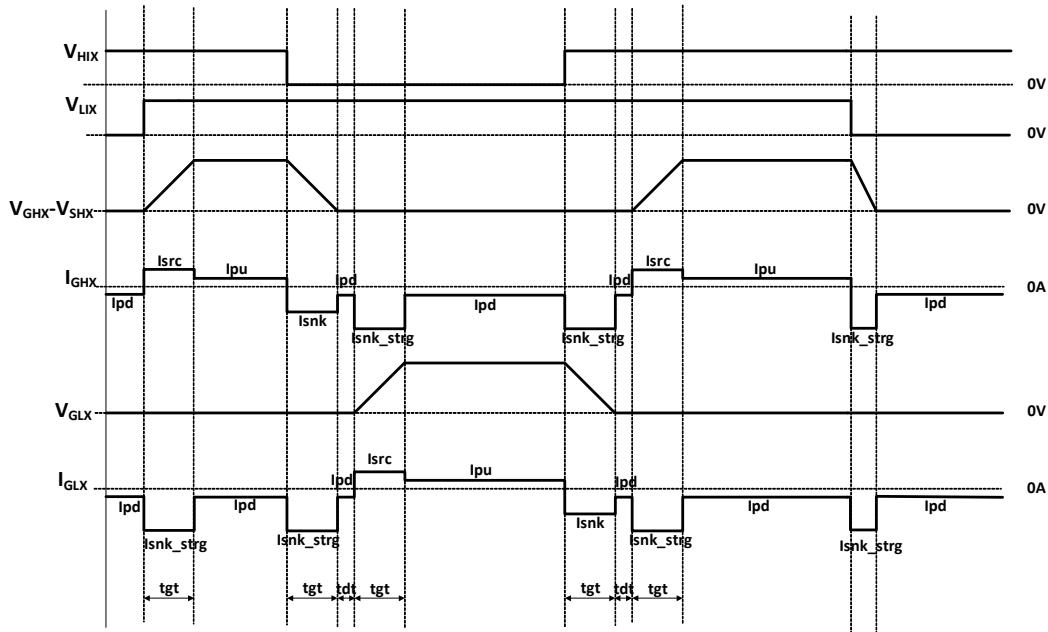 VHIX
0V
VLIX
0V
VGHX-VSHX
0V
Isrc
Ipu
Ipd
Ipd
Isrc
Ipu
IGHX
0A
Ipd
Isnk
Ipd
Ipd
Isnk_strg
Isnk_strg
Isnk_strg
VGLX
0V
Isrc
Ipu
IGLX
Ipd
Ipd
0A
Ipd
Ipd
Isnk
Ipd
Ipd
Isnk_strg
Isnk_strg
Isnk_strg
Isnk_strg
tgt
tgt
tdt
tgt
tgt
tdt
tgt